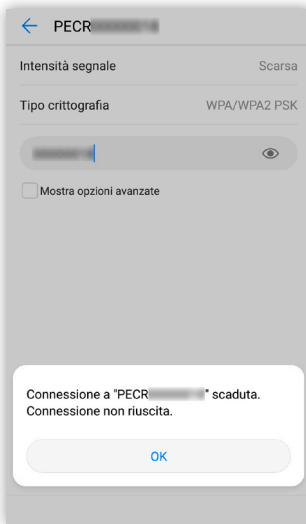 PECR
Intensità segnale Scarsa
Tipo crittografia WPA/WPA2 PSK
Mostra opzioni avanzate
Connessione a "PECR " scaduta.
Connessione non riuscita.
OK